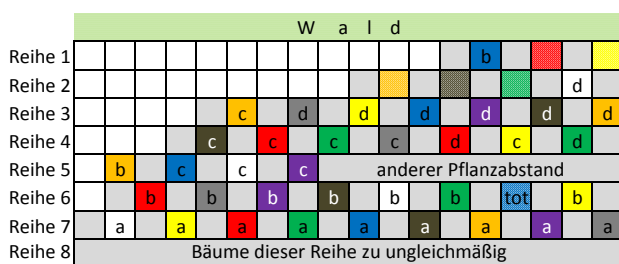 W a l d
Reihe 1 b
Reihe 2 d
Reihe 3 c d d d d d d
Reihe 4 c c c c d c d
Reihe 5 b c c c anderer Pflanzabstand
Reihe 6 b b b b b b tot b
Reihe 7 a a a a a a a a a
Reihe 8 Bäume dieser Reihe zu ungleichmäßig